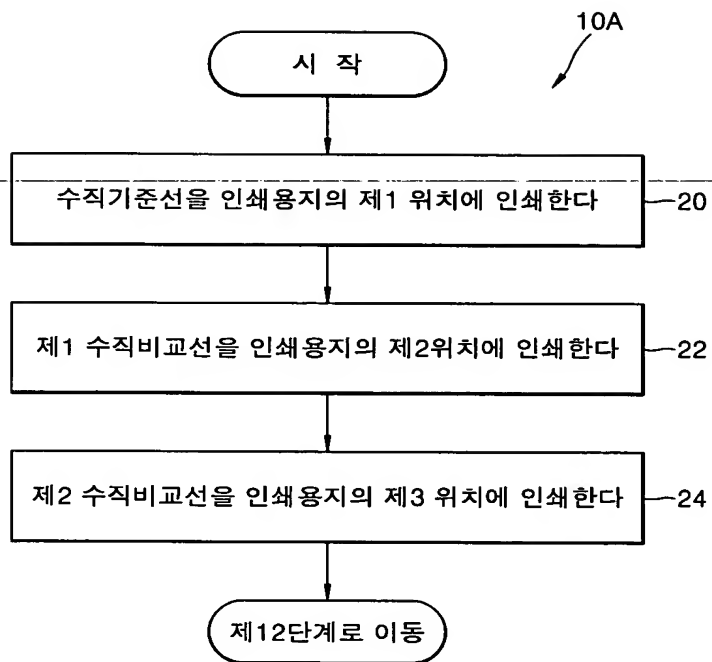 10A
시 작
수직기준선을 인쇄용지의 제1 위치에 인쇄한다
20
제1 수직비교선을 인쇄용지의 제2위치에 인쇄한다
22
제2 수직비교선을 인쇄용지의 제3 위치에 인쇄한다
24
제12단계로 이동